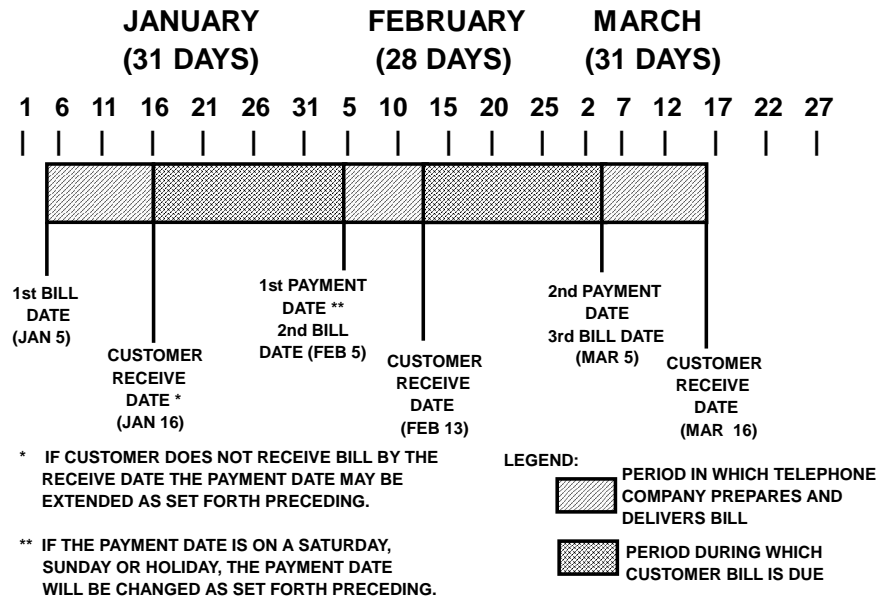 JANUARY FEBRUARY MARCH
(31 DAYS) (28 DAYS) (31 DAYS)
1 6 11 16 21 26 31 5 10 15 20 25 2 7 12 17 22 27
1st BILL
DATE
(JAN 5)
CUSTOMER
RECEIVE
DATE *
(JAN 16)
1st PAYMENT
DATE **
2nd BILL
DATE (FEB 5)
CUSTOMER
RECEIVE
DATE
(FEB 13)
2nd PAYMENT
DATE
3rd BILL DATE
(MAR 5)
CUSTOMER
RECEIVE
DATE
(MAR 16)
* IF CUSTOMER DOES NOT RECEIVE BILL BY THE
RECEIVE DATE THE PAYMENT DATE MAY BE
EXTENDED AS SET FORTH PRECEDING.
** IF THE PAYMENT DATE IS ON A SATURDAY,
SUNDAY OR HOLIDAY, THE PAYMENT DATE
WILL BE CHANGED AS SET FORTH PRECEDING.
LEGEND:
PERIOD IN WHICH TELEPHONE
COMPANY PREPARES AND
DELIVERS BILL
PERIOD DURING WHICH
CUSTOMER BILL IS DUE